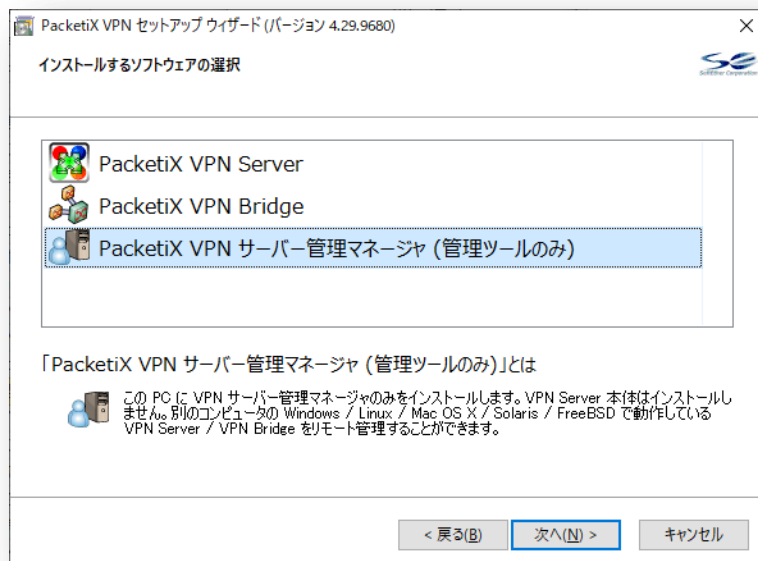 PacketiX VPN セットアップ ウィザード (バージョン 4.29.9680)
インストールするソフトウェアの選択
SoftEther Corporation
PacketiX VPN Server
PacketiX VPN Bridge
PacketiX VPN サーバー管理マネージャ (管理ツールのみ)
「PacketiX VPN サーバー管理マネージャ (管理ツールのみ)」とは
この PC に VPN サーバー管理マネージャのみをインストールします。VPN Server 本体はインストールし
ません。別のコンピュータの Windows / Linux / Mac OS X / Solaris / FreeBSD で動作している
VPN Server / VPN Bridge をリモート管理することができます。
< 戻る(B)
次へ(N) >
キャンセル